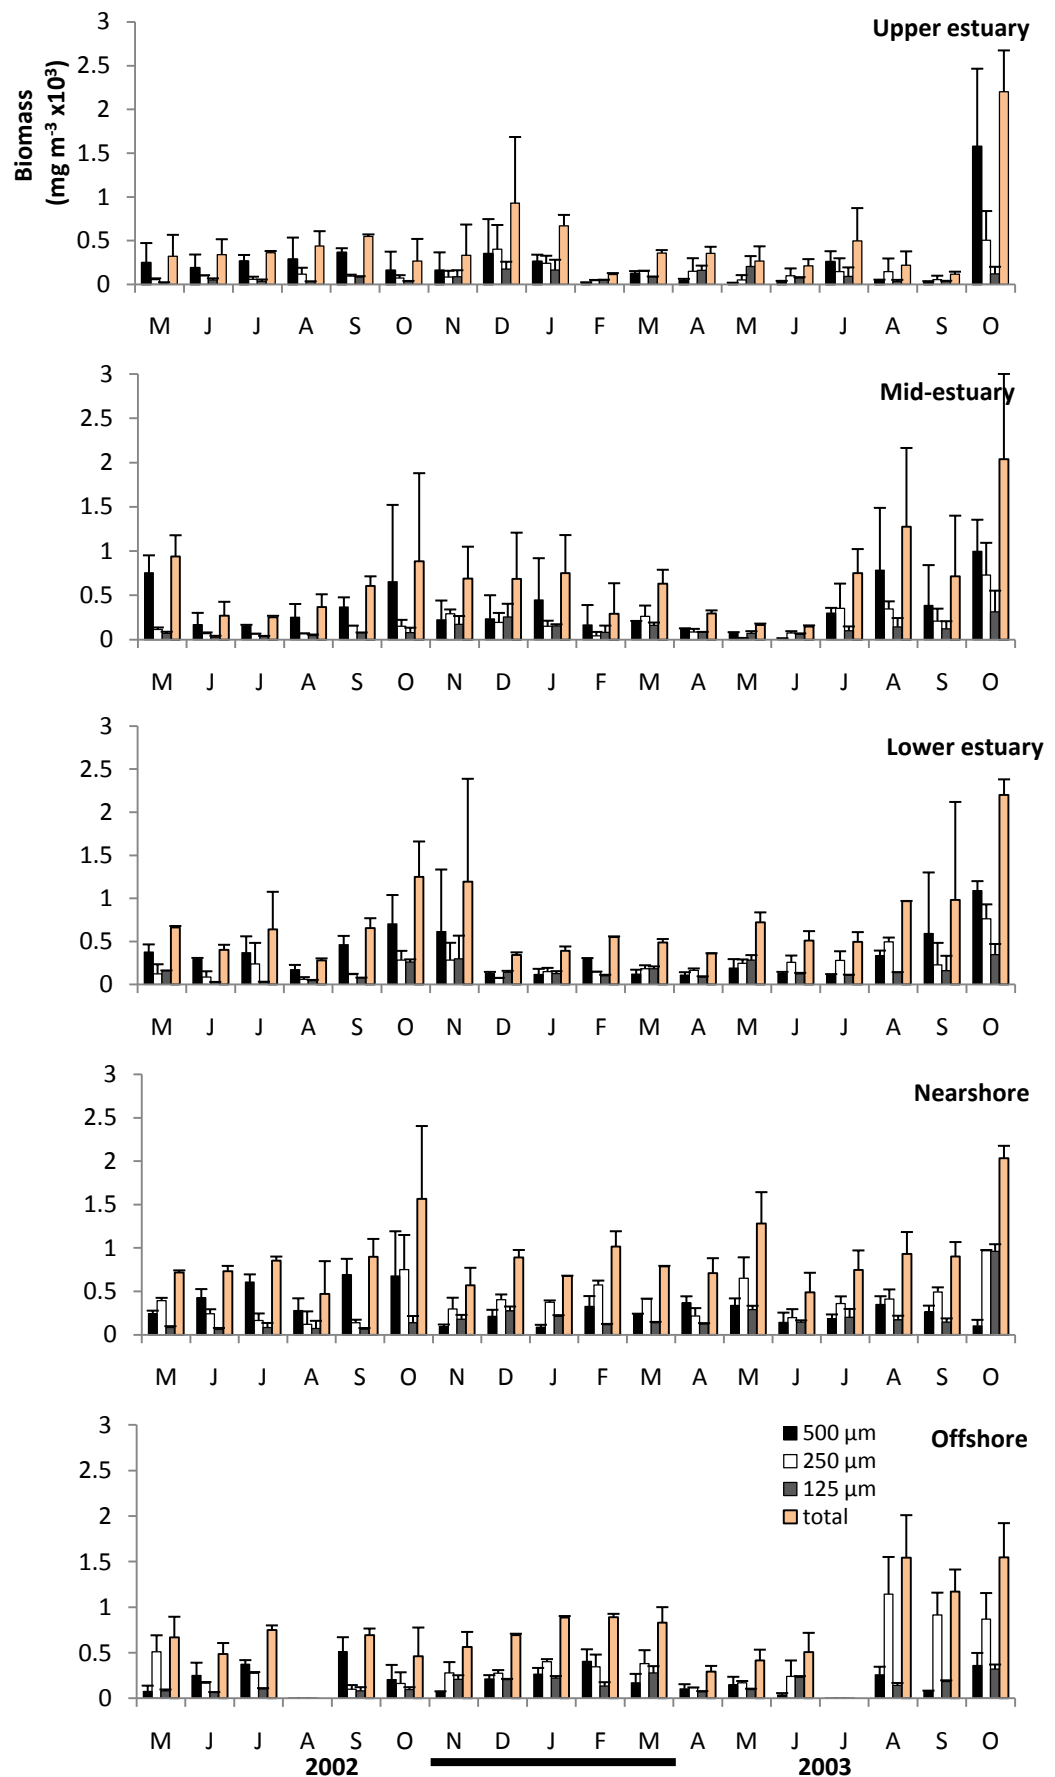 Upper estuary
Biomass
(mg m⁻³ x10³)
3
2.5
2
1.5
1
0.5
0
M J J A S O N D J F M A M J J A S O
Mid-estuary
3
2.5
2
1.5
1
0.5
0
M J J A S O N D J F M A M J J A S O
Lower estuary
3
2.5
2
1.5
1
0.5
0
M J J A S O N D J F M A M J J A S O
Nearshore
3
2.5
2
1.5
1
0.5
0
M J J A S O N D J F M A M J J A S O
Offshore
500 µm
250 µm
125 µm
total
3
2.5
2
1.5
1
0.5
0
M J J A S O N D J F M A M J J A S O
2002 2003